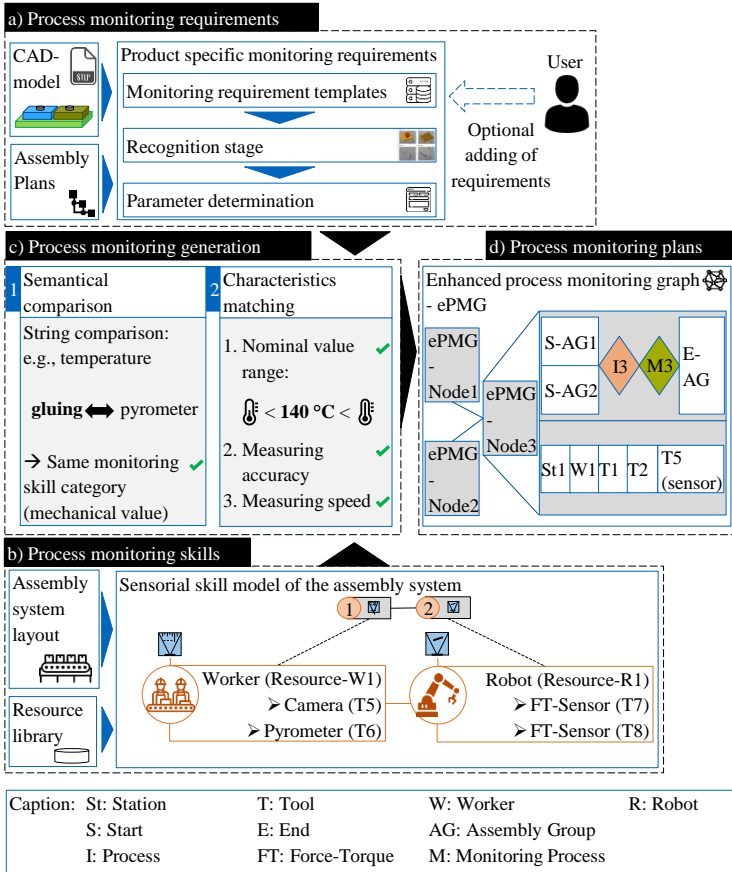 a) Process monitoring requirements
CAD-
model
STEP
Product specific monitoring requirements
Monitoring requirement templates
Recognition stage
Parameter determination
Assembly
Plans
User
Optional
adding of
requirements
c) Process monitoring generation
1 Semantical
comparison
String comparison:
e.g., temperature
gluing ⬌ pyrometer
→ Same monitoring
skill category
(mechanical value)
2 Characteristics
matching
1. Nominal value
range:
< 140 °C <
2. Measuring
accuracy
3. Measuring speed
d) Process monitoring plans
Enhanced process monitoring graph
- ePMG
ePMG
-
Node1
ePMG
-
Node2
ePMG
-
Node3
S-AG1
S-AG2
I3
M3
E-
AG
St1 W1 T1 T2 T5
(sensor)
b) Process monitoring skills
Assembly
system
layout
Resource
library
Sensorial skill model of the assembly system
1 2
Worker (Resource-W1)
➢ Camera (T5)
➢ Pyrometer (T6)
Robot (Resource-R1)
➢ FT-Sensor (T7)
➢ FT-Sensor (T8)
Caption: St: Station T: Tool W: Worker R: Robot
S: Start E: End AG: Assembly Group
I: Process FT: Force-Torque M: Monitoring Process